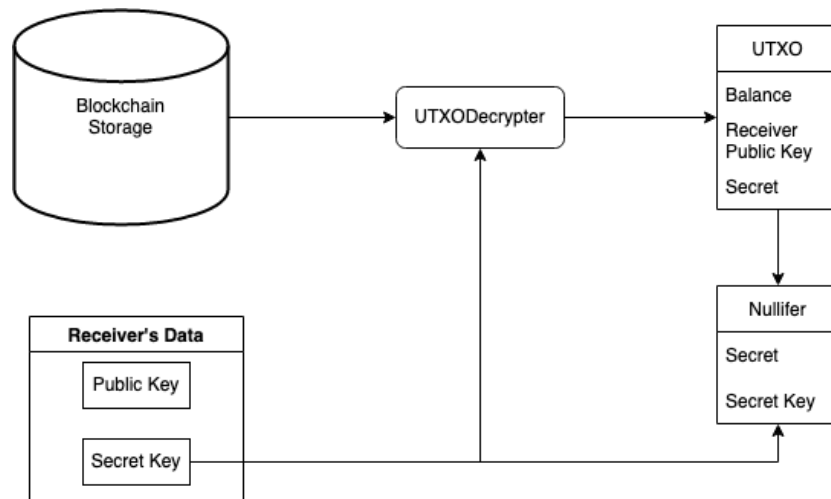 Blockchain
Storage
UTXODecrypter
UTXO
Balance
Receiver
Public Key
Secret
Receiver's Data
Public Key
Secret Key
Nullifer
Secret
Secret Key